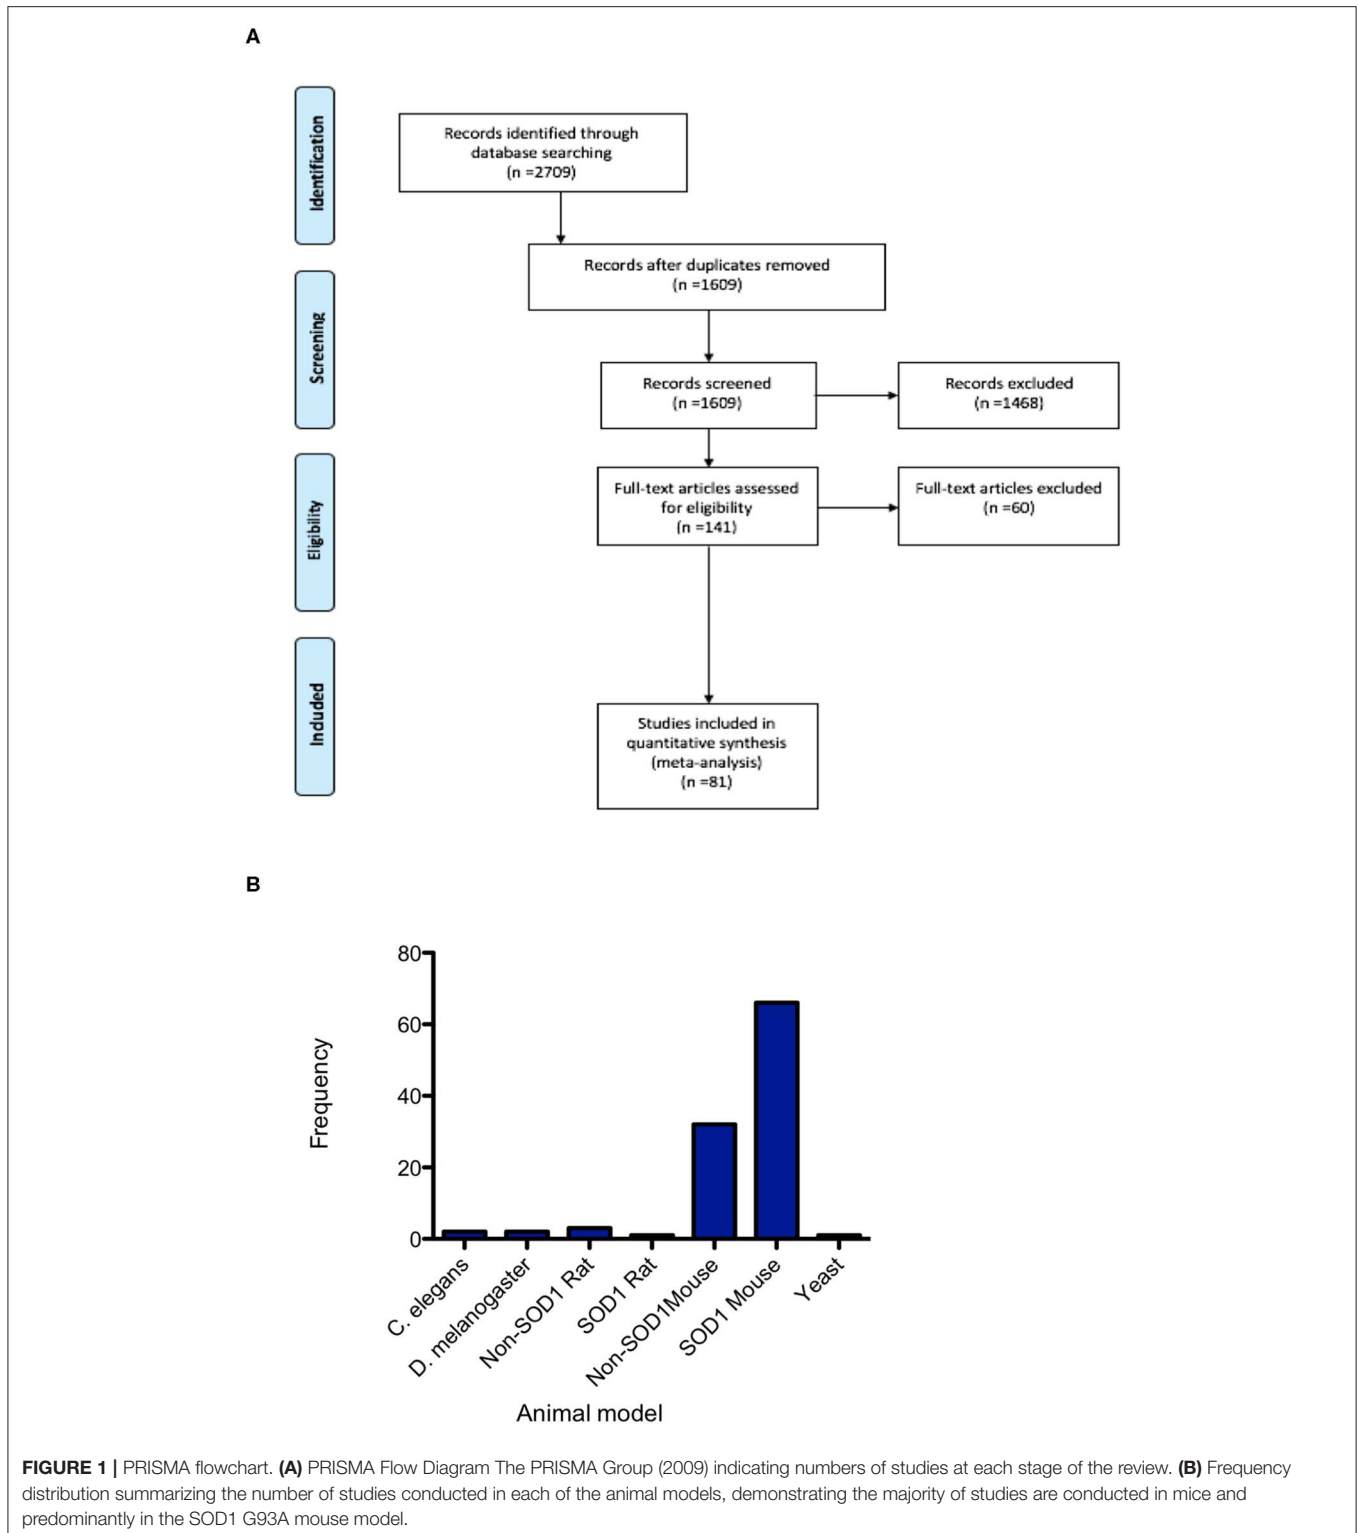 A
Identification
Records identified through
database searching
(n =2709)
Records after duplicates removed
(n =1609)
Screening
Records screened
(n =1609)
Records excluded
(n =1468)
Eligibility
Full-text articles assessed
for eligibility
(n =141)
Full-text articles excluded
(n =60)
Included
Studies included in
quantitative synthesis
(meta-analysis)
(n =81)
B
80
60
40
20
0
Frequency
C. elegans
D. melanogaster
Non-SOD1 Rat
SOD1 Rat
Non-SOD1Mouse
SOD1 Mouse
Yeast
Animal model
FIGURE 1 | PRISMA flowchart. (A) PRISMA Flow Diagram The PRISMA Group (2009) indicating numbers of studies at each stage of the review. (B) Frequency
distribution summarizing the number of studies conducted in each of the animal models, demonstrating the majority of studies are conducted in mice and
predominantly in the SOD1 G93A mouse model.